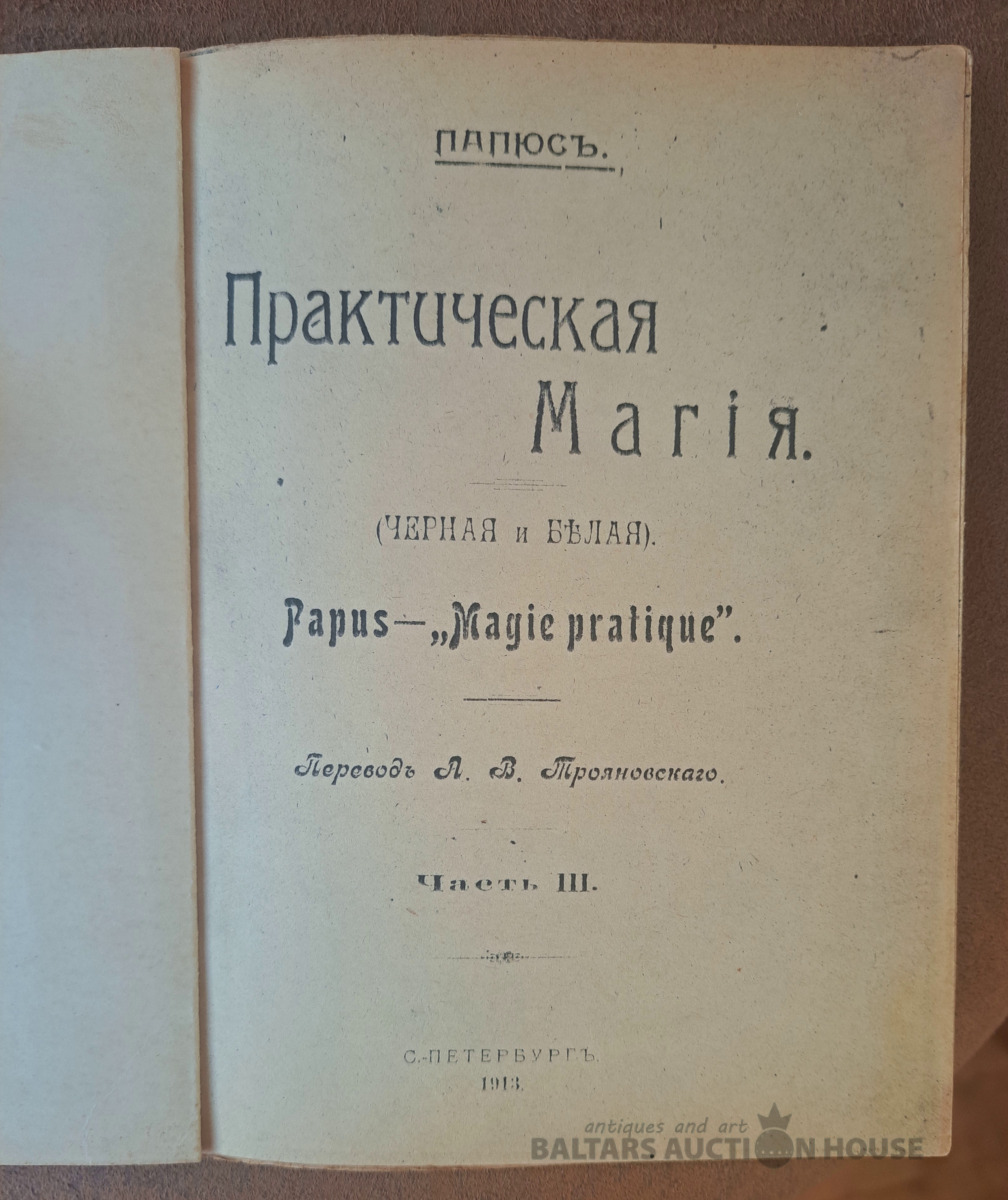 ПАПЮСЪ.
Практическая
Магія.
(ЧЕРНАЯ и БѢЛАЯ).
Papus—„Magie pratique”.
Переводъ А. В. Трояновскаго.
Часть III.
С.-ПЕТЕРБУРГЪ.
1913.
antiques and art
BALTARS AUCTION HOUSE